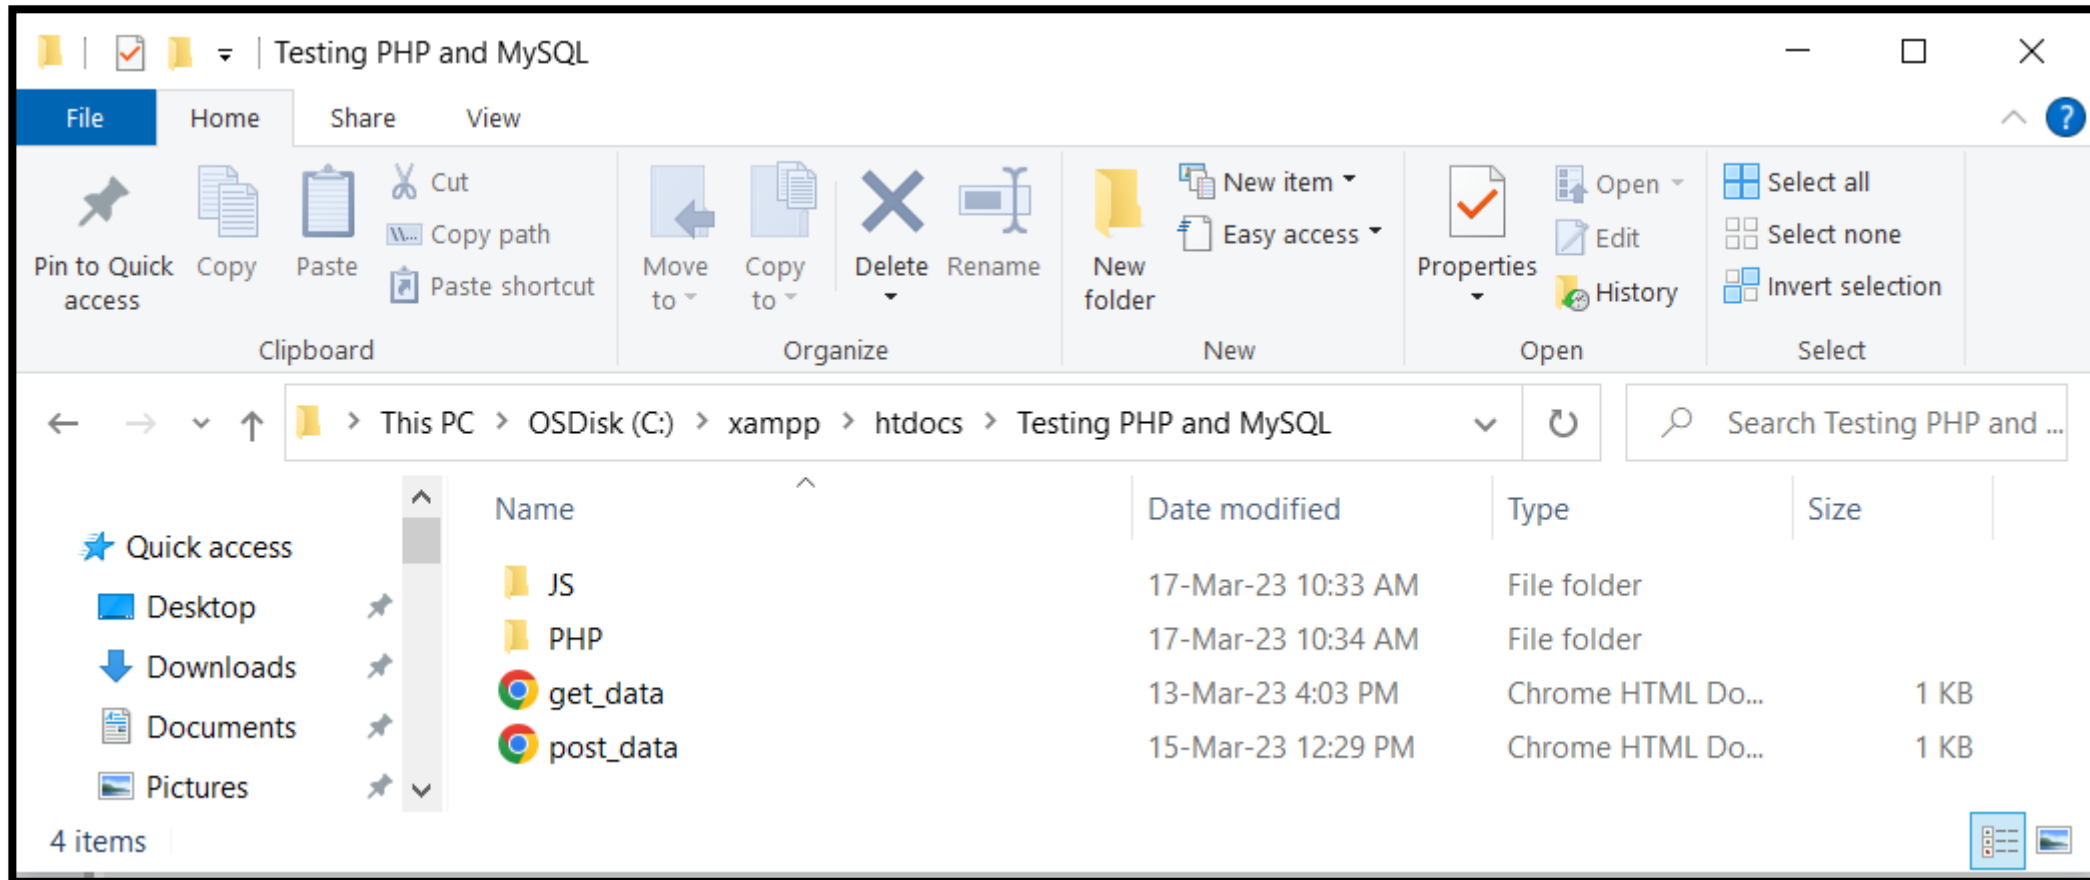 Testing PHP and MySQL
File Home Share View
Pin to Quick access
Copy
Paste
Cut
Copy path
Paste shortcut
Clipboard
Move to
Copy to
Delete
Rename
Organize
New folder
New item
Easy access
New
Properties
Open
Edit
History
Open
Select all
Select none
Invert selection
Select
This PC > OSDisk (C:) > xampp > htdocs > Testing PHP and MySQL
Search Testing PHP and ...
Quick access
Desktop
Downloads
Documents
Pictures
Name Date modified Type Size
JS 17-Mar-23 10:33 AM File folder
PHP 17-Mar-23 10:34 AM File folder
get_data 13-Mar-23 4:03 PM Chrome HTML Do... 1 KB
post_data 15-Mar-23 12:29 PM Chrome HTML Do... 1 KB
4 items